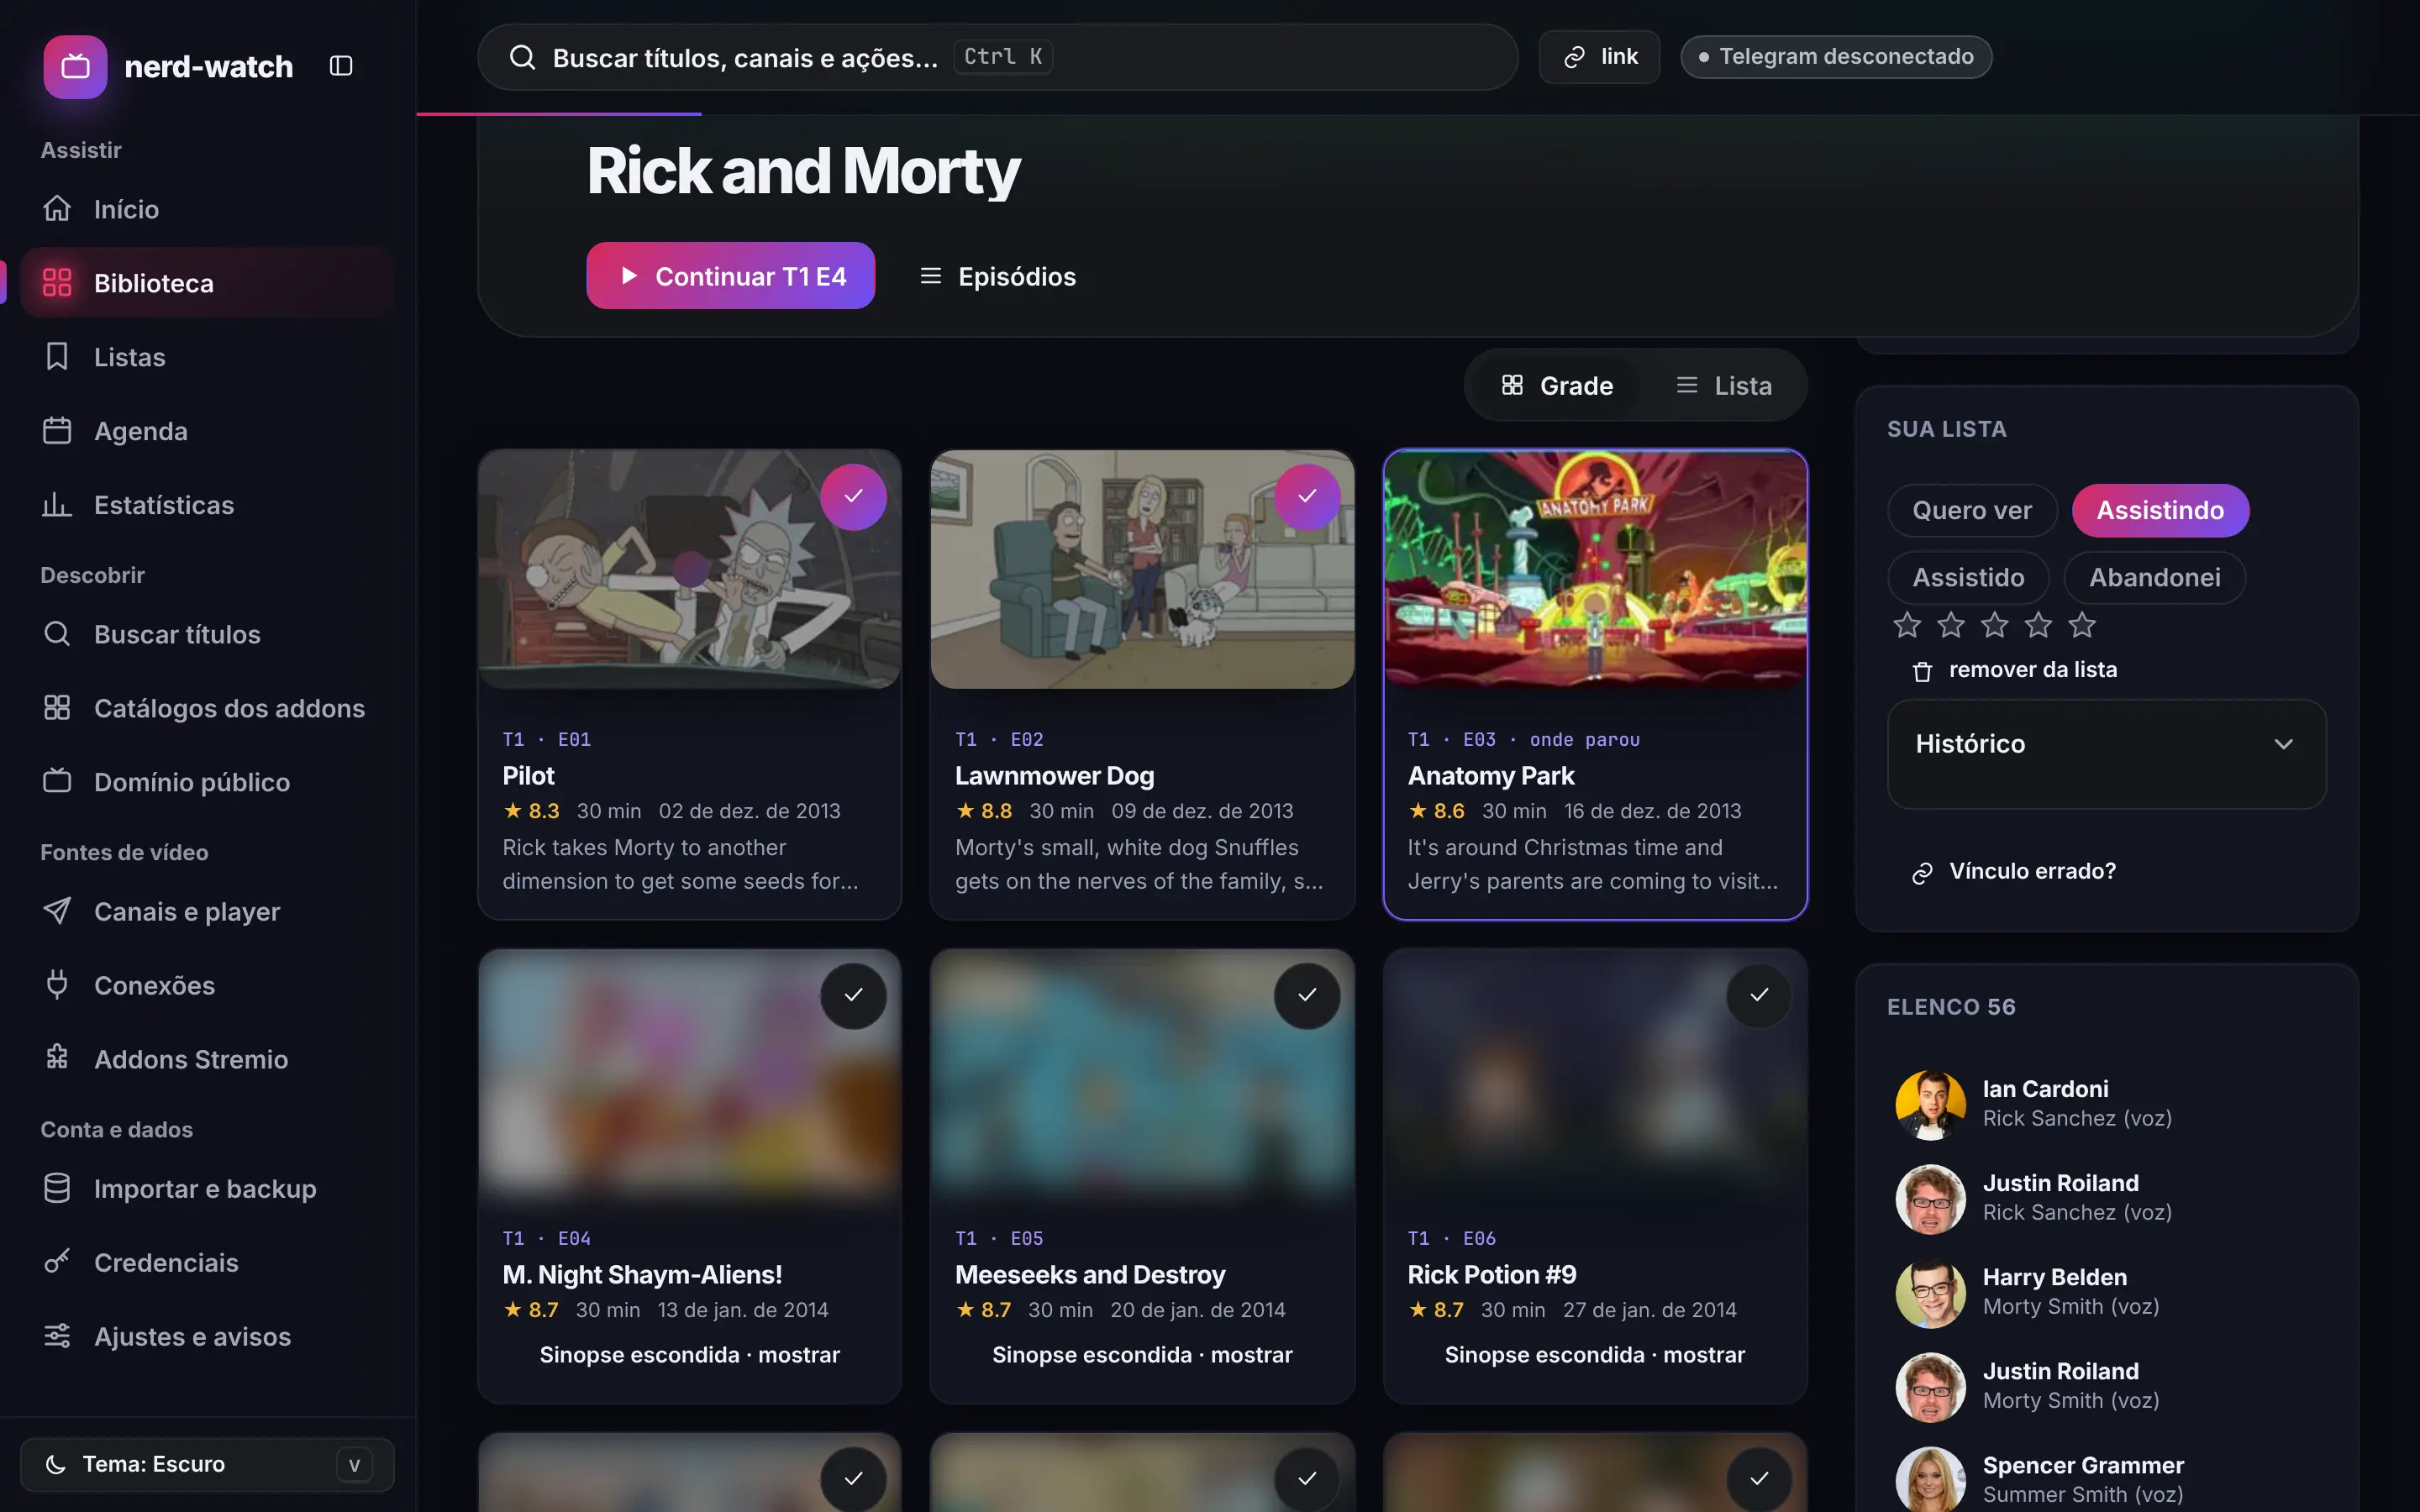 nerd-watch
Buscar títulos, canais e ações...
Ctrl K
link
Telegram desconectado
Assistir
Início
Biblioteca
Listas
Agenda
Estatísticas
Descobrir
Buscar títulos
Catálogos dos addons
Domínio público
Fontes de vídeo
Canais e player
Conexões
Addons Stremio
Conta e dados
Importar e backup
Credenciais
Ajustes e avisos
Tema: Escuro
V
Rick and Morty
Continuar T1 E4
Episódios
Grade
Lista
ANATOMY PARK
T1 · E01
Pilot
★ 8.3 30 min 02 de dez. de 2013
Rick takes Morty to another
dimension to get some seeds for...
T1 · E02
Lawnmower Dog
★ 8.8 30 min 09 de dez. de 2013
Morty's small, white dog Snuffles
gets on the nerves of the family, s...
T1 · E03 · onde parou
Anatomy Park
★ 8.6 30 min 16 de dez. de 2013
It's around Christmas time and
Jerry's parents are coming to visit...
T1 · E04
M. Night Shaym-Aliens!
★ 8.7 30 min 13 de jan. de 2014
Sinopse escondida · mostrar
T1 · E05
Meeseeks and Destroy
★ 8.7 30 min 20 de jan. de 2014
Sinopse escondida · mostrar
T1 · E06
Rick Potion #9
★ 8.7 30 min 27 de jan. de 2014
Sinopse escondida · mostrar
SUA LISTA
Quero ver
Assistindo
Assistido
Abandonei
remover da lista
Histórico
Vínculo errado?
ELENCO 56
Ian Cardoni
Rick Sanchez (voz)
Justin Roiland
Rick Sanchez (voz)
Harry Belden
Morty Smith (voz)
Justin Roiland
Morty Smith (voz)
Spencer Grammer
Summer Smith (voz)